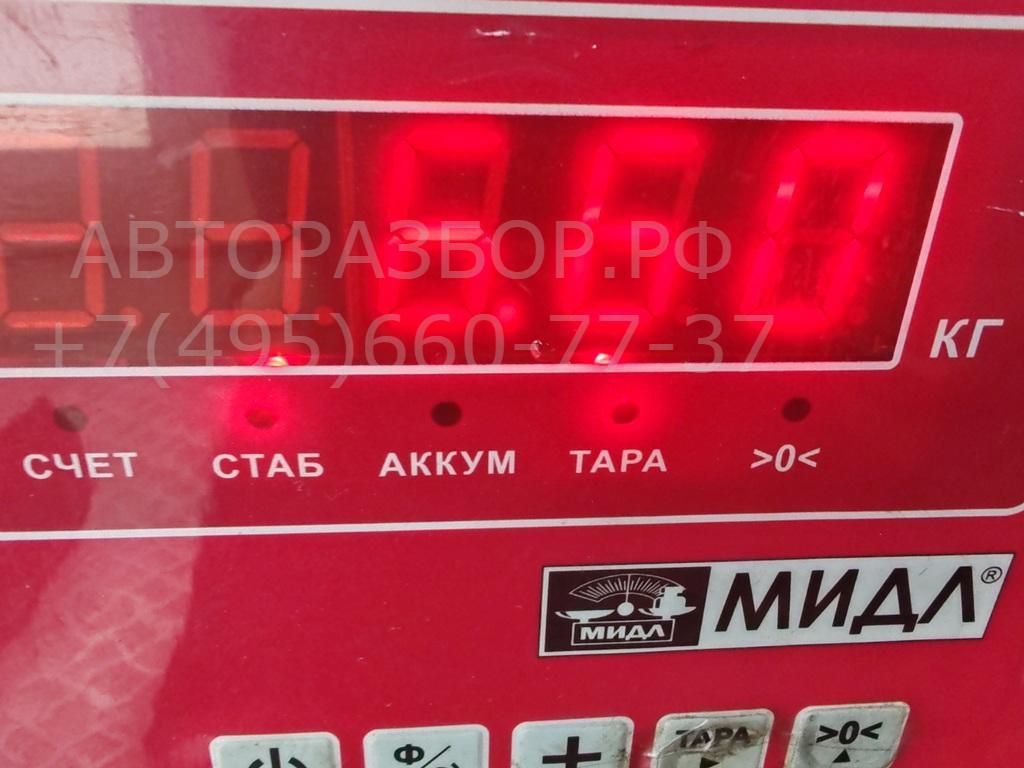 АВТОРАЗБОР.РФ
+7(495)660-77-37
КГ
СЧЕТ СТАБ АККУМ ТАРА >0<
МИДЛ МИДЛ®
Ф/ + ТАРА >0<